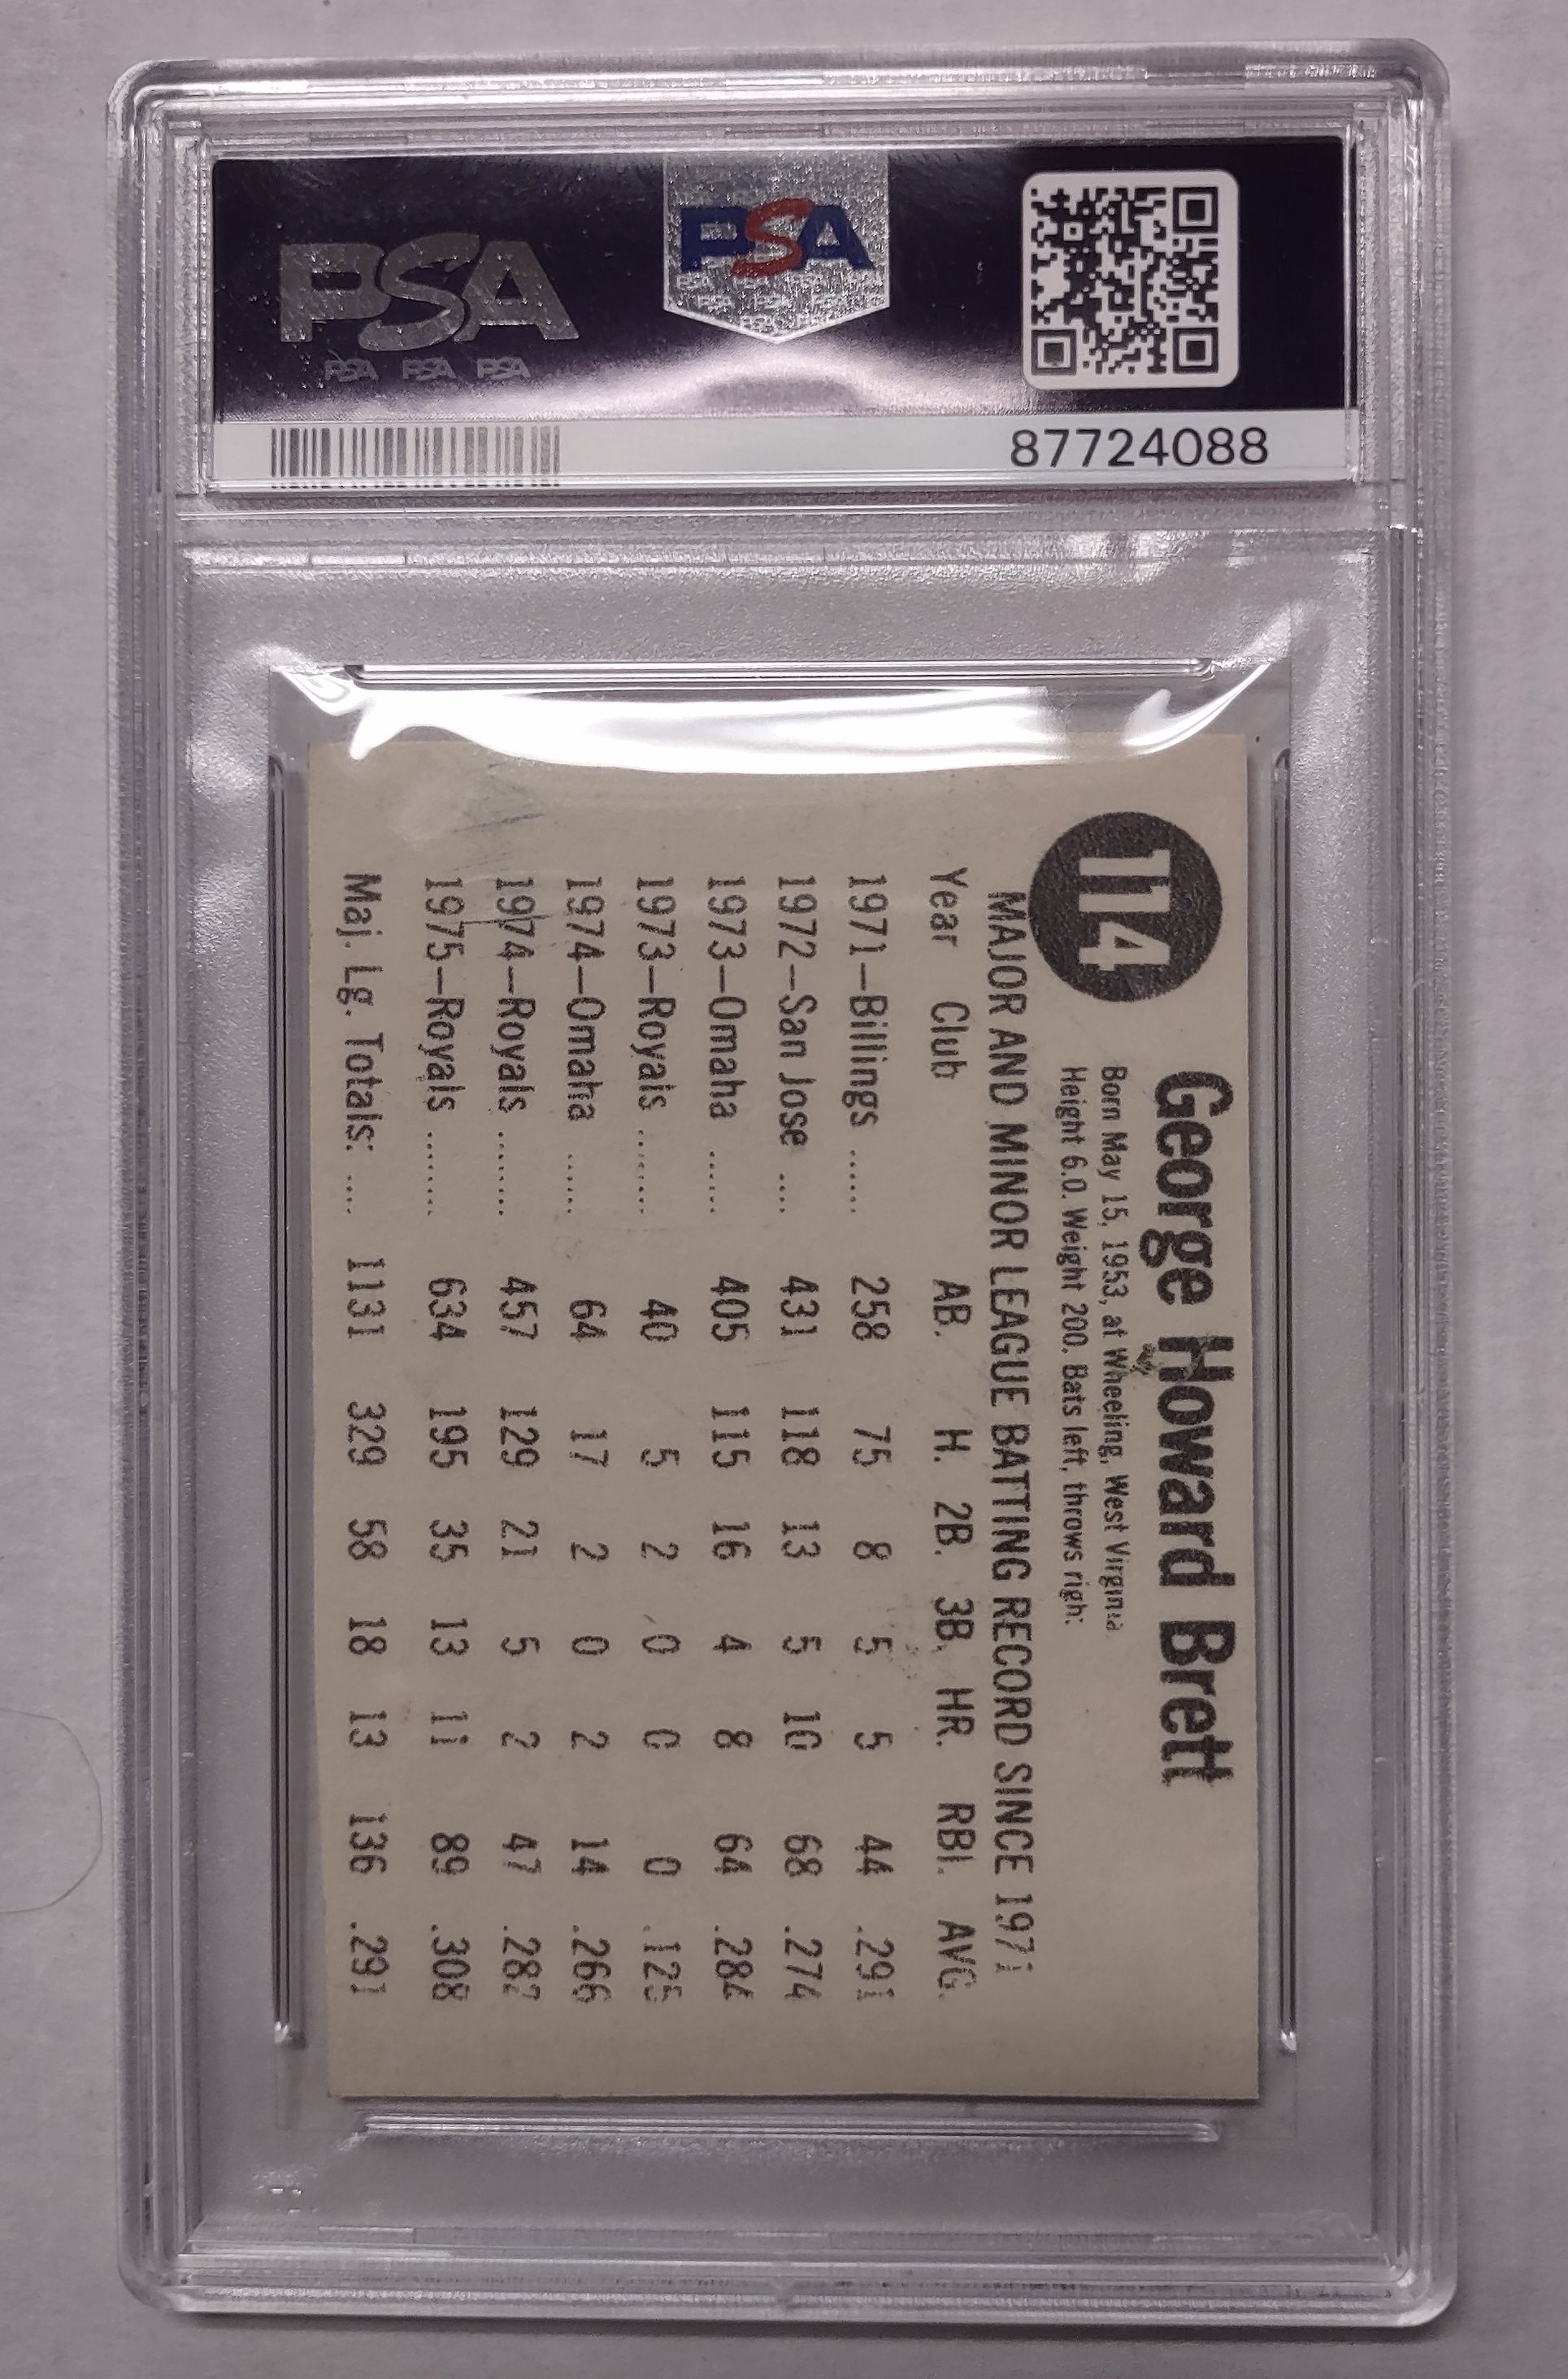 PSA
PSA
PSA PSA PSA
87724088
114
George Howard Brett
Born May 15, 1953, at Wheeling, West Virginia.
Height 6.0. Weight 200. Bats left, throws right.
MAJOR AND MINOR LEAGUE BATTING RECORD SINCE 1971
Year Club AB. H. 2B. 3B. HR. RBI. AVG.
1971—Billings ...... 258 75 8 5 5 44 .291
1972—San Jose .... 431 118 13 5 10 68 .274
1973—Omaha ...... 405 115 16 4 8 64 .284
1973—Royals ........ 40 5 2 0 0 0 .125
1974—Omaha ...... 64 17 2 0 2 14 .266
1974—Royals ........ 457 129 21 5 2 47 .282
1975—Royals ........ 634 195 35 13 11 89 .308
Maj. Lg. Totals: .... 1131 329 58 18 13 136 .291